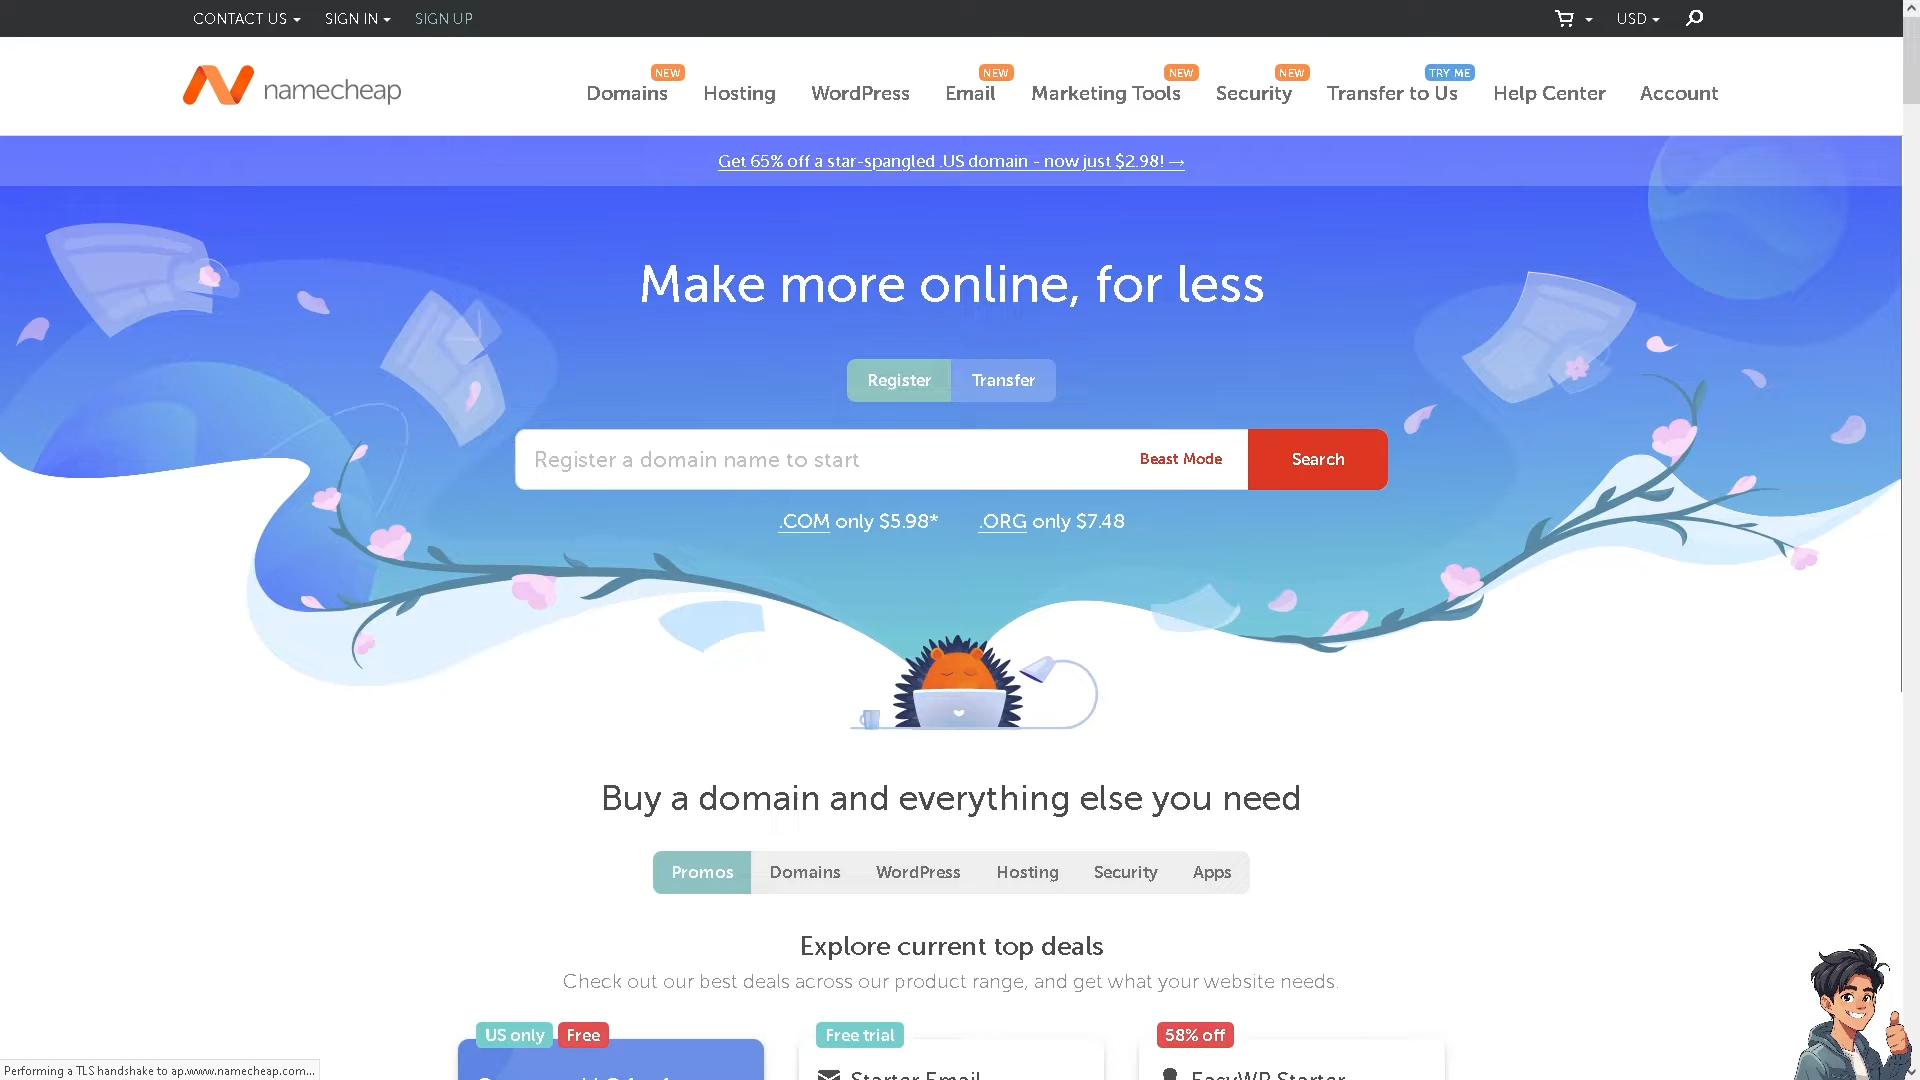 CONTACT US SIGN IN SIGN UP USD
namecheap
NEW NEW NEW NEW TRY ME
Domains Hosting WordPress Email Marketing Tools Security Transfer to Us Help Center Account
Get 65% off a star-spangled .US domain - now just $2.98! →
Make more online, for less
Register Transfer
Register a domain name to start Beast Mode Search
.COM only $5.98* .ORG only $7.48
Buy a domain and everything else you need
Promos Domains WordPress Hosting Security Apps
Explore current top deals
Check out our best deals across our product range, and get what your website needs.
US only Free Free trial 58% off
Starter Email EasyWP Starter
Performing a TLS handshake to ap.www.namecheap.com...